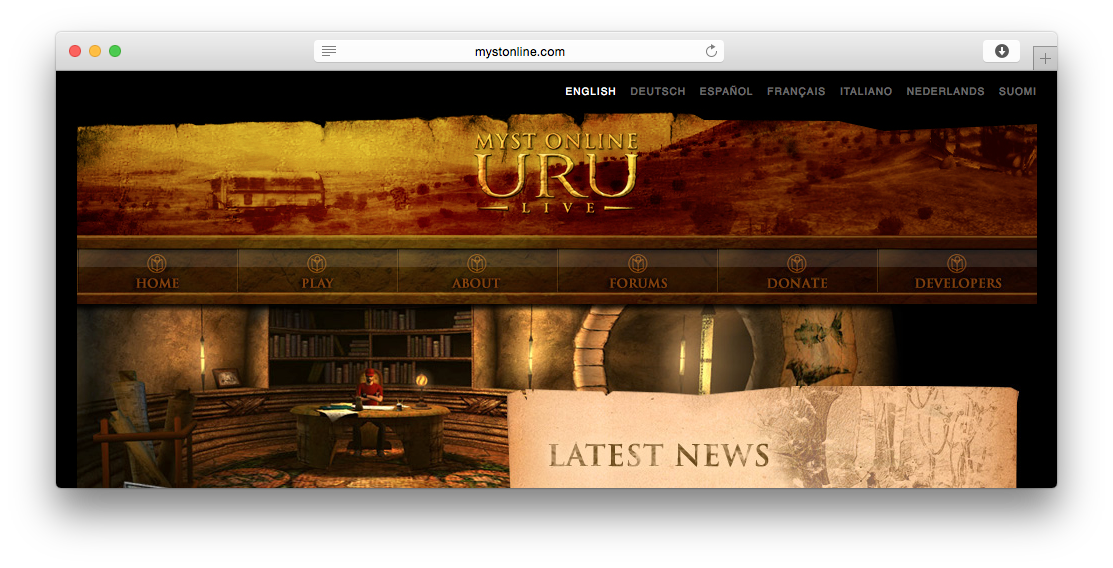 mystonline.com
ENGLISH DEUTSCH ESPAÑOL FRANÇAIS ITALIANO NEDERLANDS SUOMI
MYST ONLINE
URU
LIVE
HOME PLAY ABOUT FORUMS DONATE DEVELOPERS
LATEST NEWS